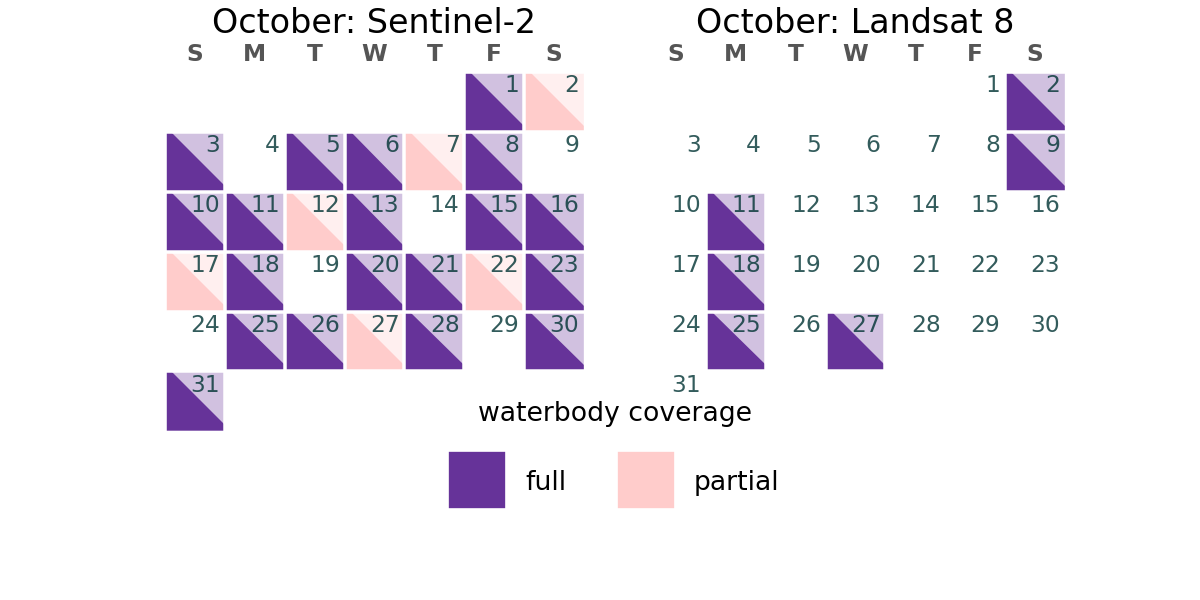 October: Sentinel-2
S M T W T F S
1 2
3 4 5 6 7 8 9
10 11 12 13 14 15 16
17 18 19 20 21 22 23
24 25 26 27 28 29 30
31
October: Landsat 8
S M T W T F S
1 2
3 4 5 6 7 8 9
10 11 12 13 14 15 16
17 18 19 20 21 22 23
24 25 26 27 28 29 30
31
waterbody coverage
full partial